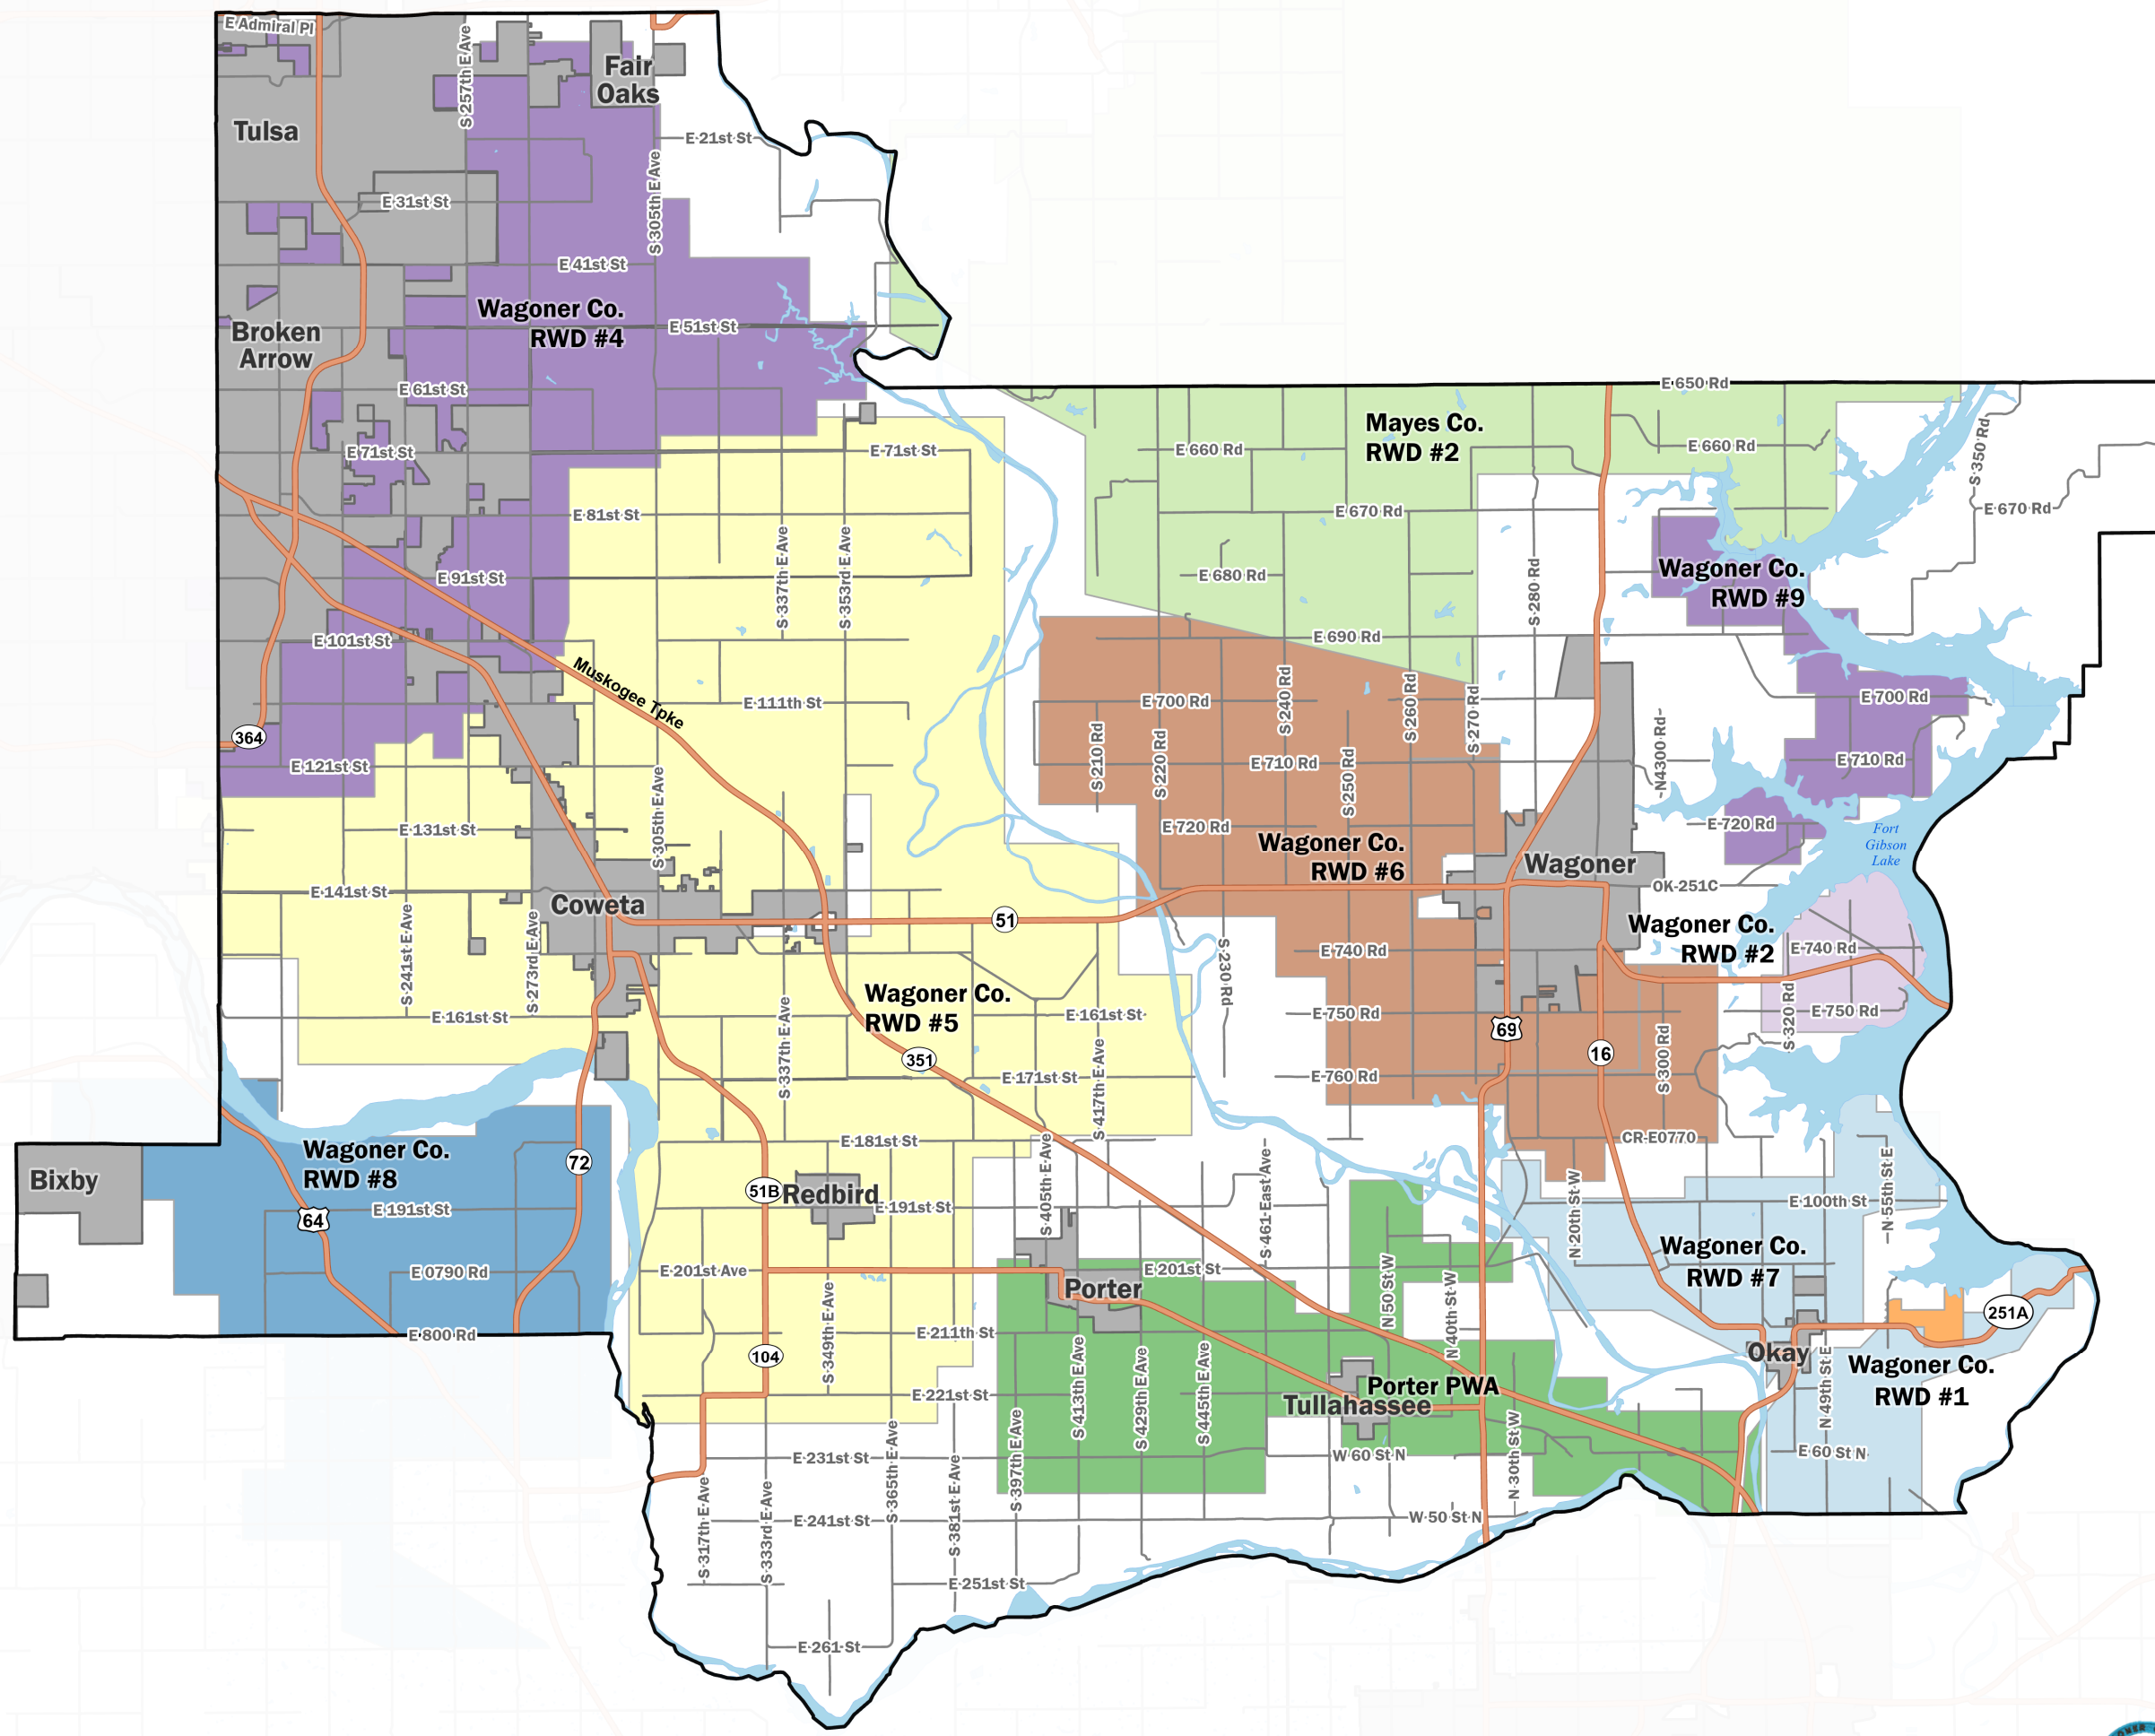 E Admiral Pl
S 257th E Ave
Fair
Oaks
Tulsa
E 21st St
E 31st St
S 305th E Ave
E 41st St
Wagoner Co.
RWD #4
E 51st St
Broken
Arrow
E 61st St
E 650 Rd
Mayes Co.
RWD #2
E 71st St
E 71st St
E 660 Rd
E 660 Rd
S 350 Rd
E 81st St
E 670 Rd
E 670 Rd
S 337th E Ave
S 353rd E Ave
E 91st St
E 680 Rd
S 280 Rd
Wagoner Co.
RWD #9
E 101st St
E 690 Rd
Muskogee Tpke
E 111th St
E 700 Rd
S 240 Rd
S 260 Rd
S 270 Rd
E 700 Rd
364
S 210 Rd
S 220 Rd
S 250 Rd
N4300 Rd
E 121st St
E 710 Rd
E 710 Rd
E 131st St
S 305th E Ave
E 720 Rd
E 720 Rd
Fort
Gibson
Lake
Wagoner Co.
RWD #6
Wagoner
E 141st St
OK-251C
Coweta
51
Wagoner Co.
RWD #2
S 241st E Ave
S 273rd E Ave
S 230 Rd
E 740 Rd
E 740 Rd
Wagoner Co.
RWD #5
E 161st St
E 161st St
E 750 Rd
E 750 Rd
S 320 Rd
69
S 337th E Ave
351
16
S 300 Rd
E 171st St
S 417th E Ave
E 760 Rd
E 181st St
CR-E0770
Wagoner Co.
RWD #8
72
Bixby
S 405th E Ave
S 461 East Ave
N 20th St W
N 55th St E
51B
Redbird
E 191st St
E 191st St
E 100th St
64
Wagoner Co.
RWD #7
E 0790 Rd
E 201st Ave
E 201st St
Porter
N 50 St W
N 40th St W
251A
E 800 Rd
E 211th St
S 349th E Ave
104
Okay
Wagoner Co.
RWD #1
S 413th E Ave
S 429th E Ave
S 445th E Ave
E 221st St
Porter PWA
Tullahassee
N 49th St E
S 397th E Ave
N 30th St W
E 231st St
W 60 St N
E 60 St N
S 317th E Ave
S 333rd E Ave
S 365th E Ave
S 381st E Ave
E 241st St
W 50 St N
E 251st St
E 261 St